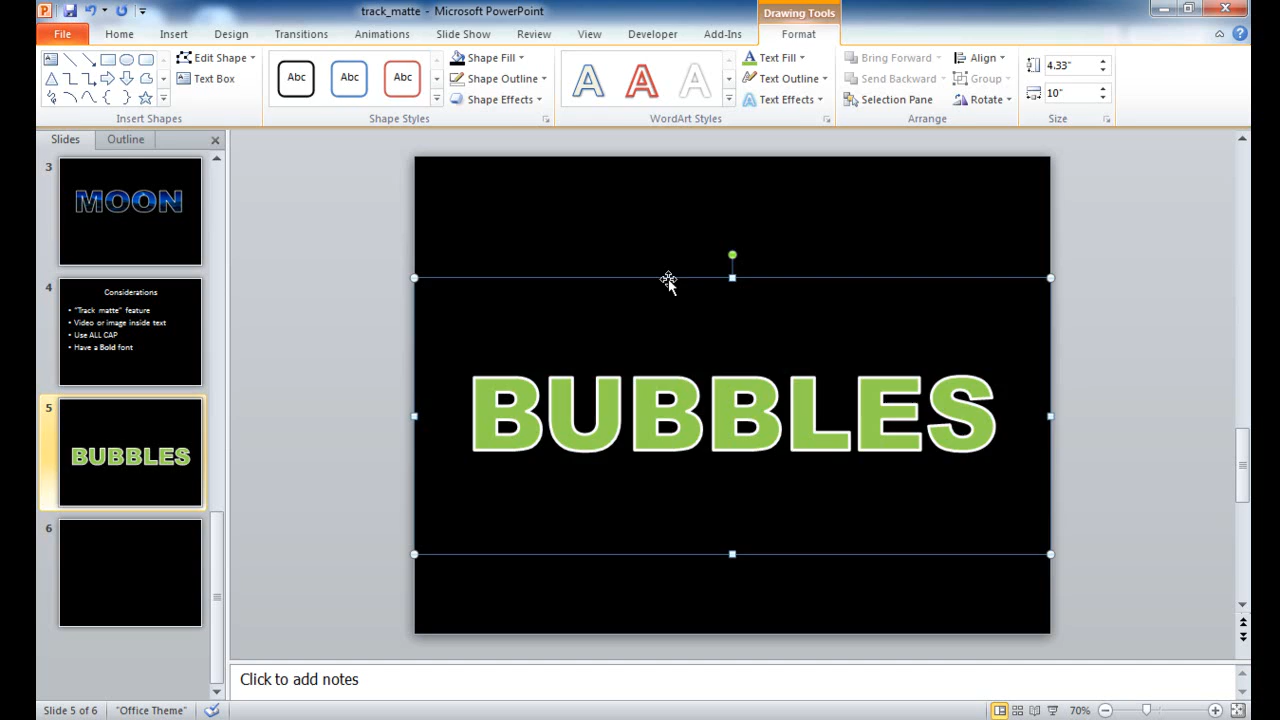 track_matte - Microsoft PowerPoint
Drawing Tools
File Home Insert Design Transitions Animations Slide Show Review View Developer Add-Ins Format
Edit Shape
Text Box
Insert Shapes
Abc Abc Abc
Shape Fill
Shape Outline
Shape Effects
Shape Styles
Text Fill
Text Outline
Text Effects
WordArt Styles
Bring Forward
Send Backward
Selection Pane
Align
Group
Rotate
Arrange
4.33"
10"
Size
Slides Outline
3
MOON
4
Considerations
• "Track matte" feature
• Video or image inside text
• Use ALL CAP
• Have a Bold font
5
BUBBLES
6
BUBBLES
Click to add notes
Slide 5 of 6 "Office Theme" 70%